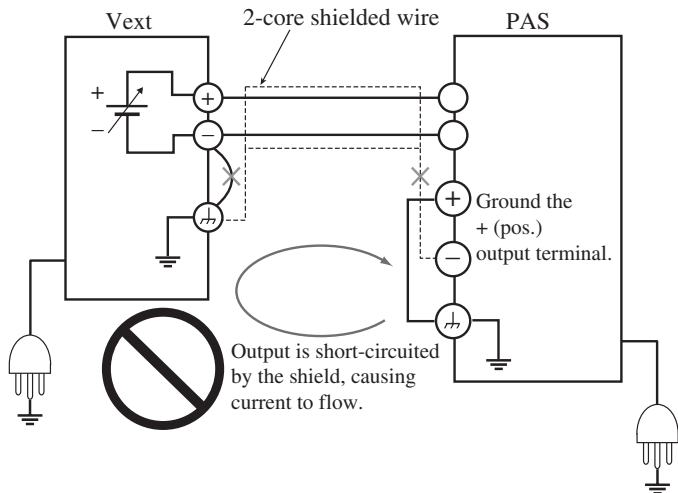 Vext
2-core shielded wire
PAS
+
−
+
−
+
−
Ground the
+ (pos.)
output terminal.
Output is short-circuited
by the shield, causing
current to flow.